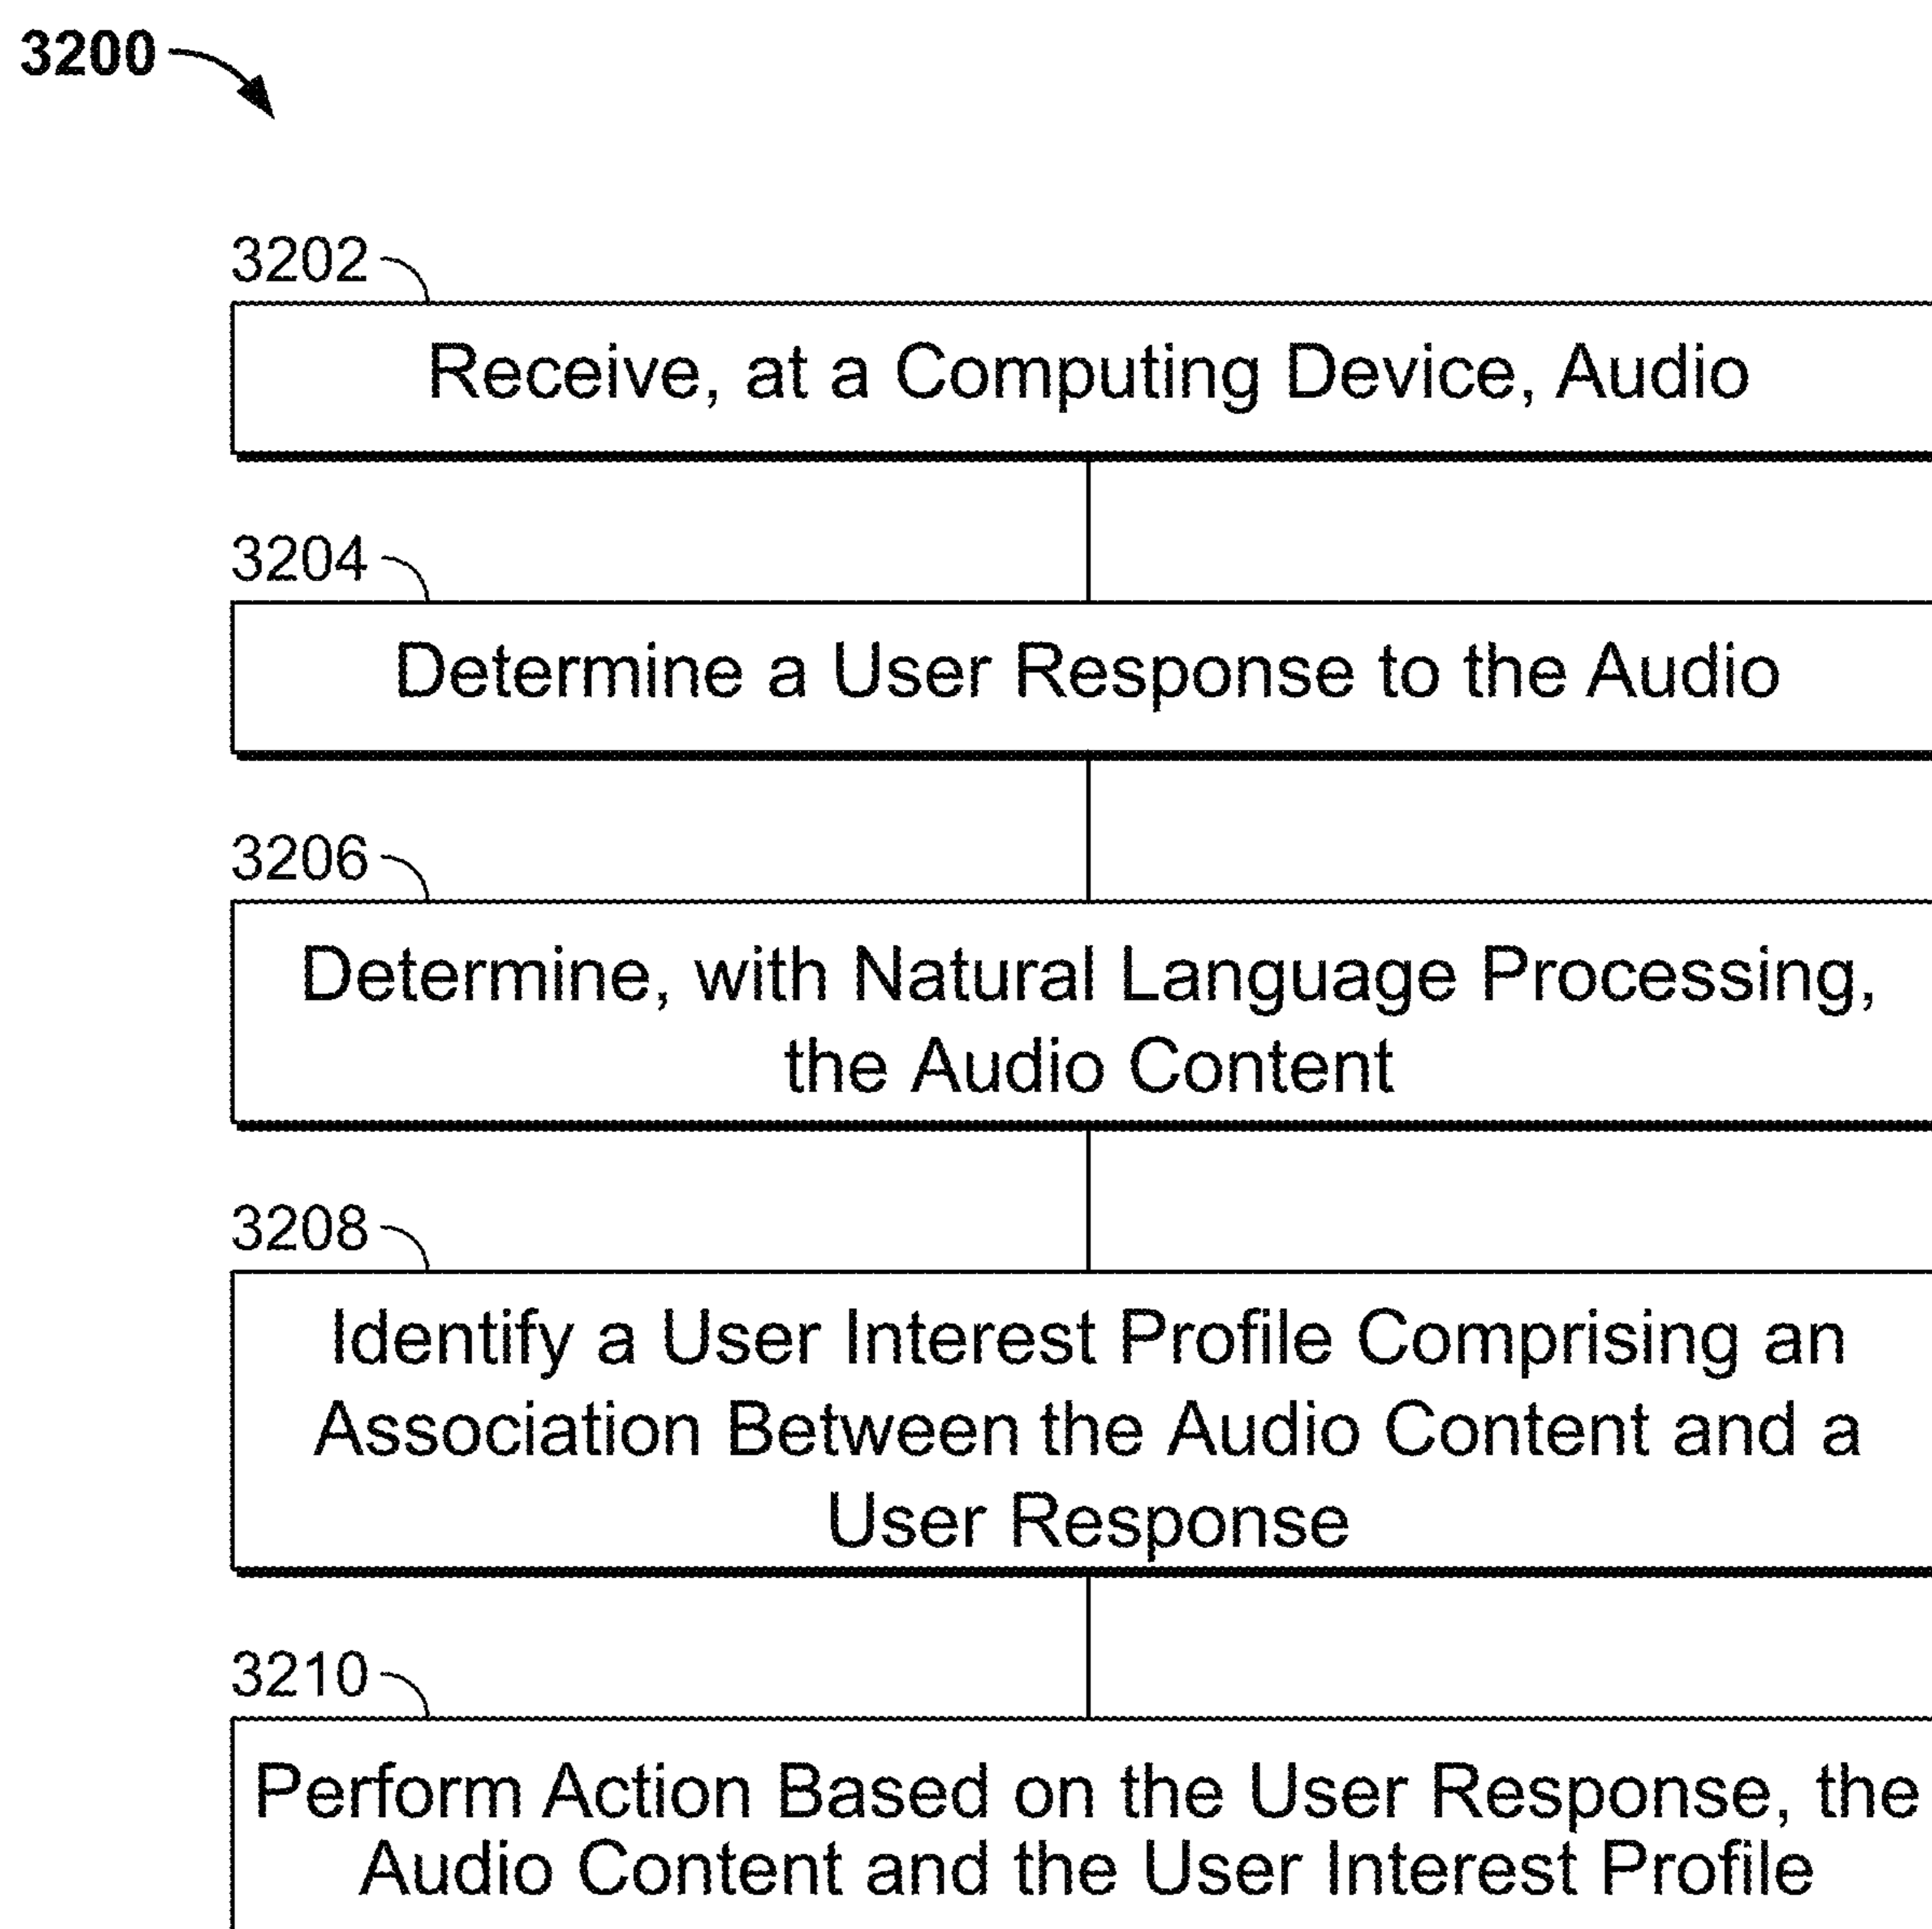 3200
3202
Receive, at a Computing Device, Audio
3204
Determine a User Response to the Audio
3206
Determine, with Natural Language Processing,
the Audio Content
3208
Identify a User Interest Profile Comprising an
Association Between the Audio Content and a
User Response
3210
Perform Action Based on the User Response, the
Audio Content and the User Interest Profile